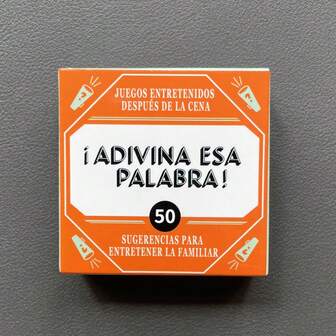 JUEGOS ENTRETENIDOS
DESPUÉS DE LA CENA
¡ADIVINA ESA
PALABRA!
50
SUGERENCIAS PARA
ENTRETENER LA FAMILIAR